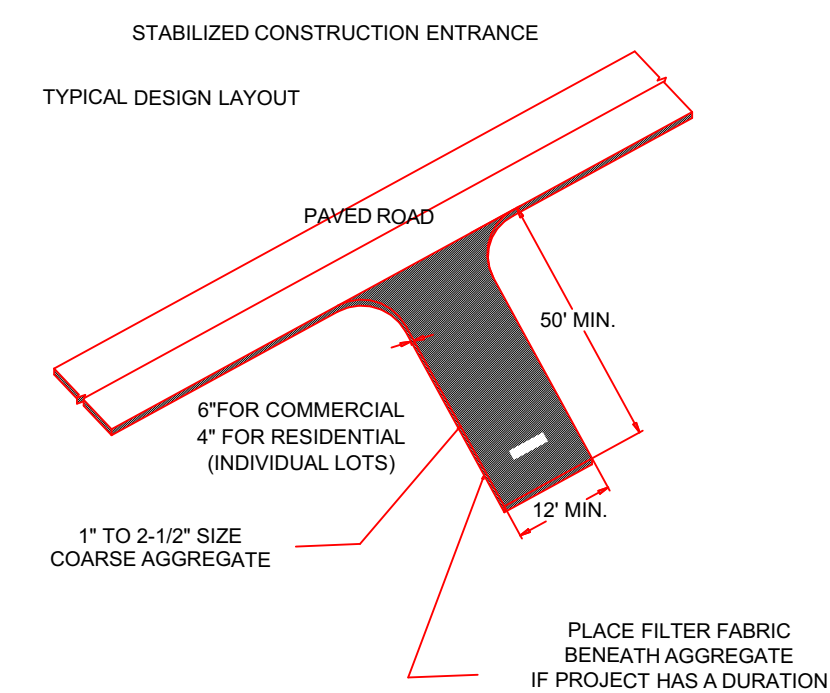 STABILIZED CONSTRUCTION ENTRANCE
TYPICAL DESIGN LAYOUT
PAVED ROAD
50' MIN.
6"FOR COMMERCIAL
4" FOR RESIDENTIAL
(INDIVIDUAL LOTS)
12' MIN.
1" TO 2-1/2" SIZE
COARSE AGGREGATE
PLACE FILTER FABRIC
BENEATH AGGREGATE
IF PROJECT HAS A DURATION